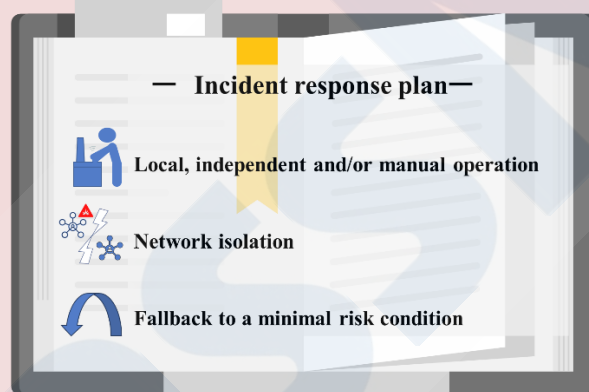 — Incident response plan—
Local, independent and/or manual operation
Network isolation
Fallback to a minimal risk condition